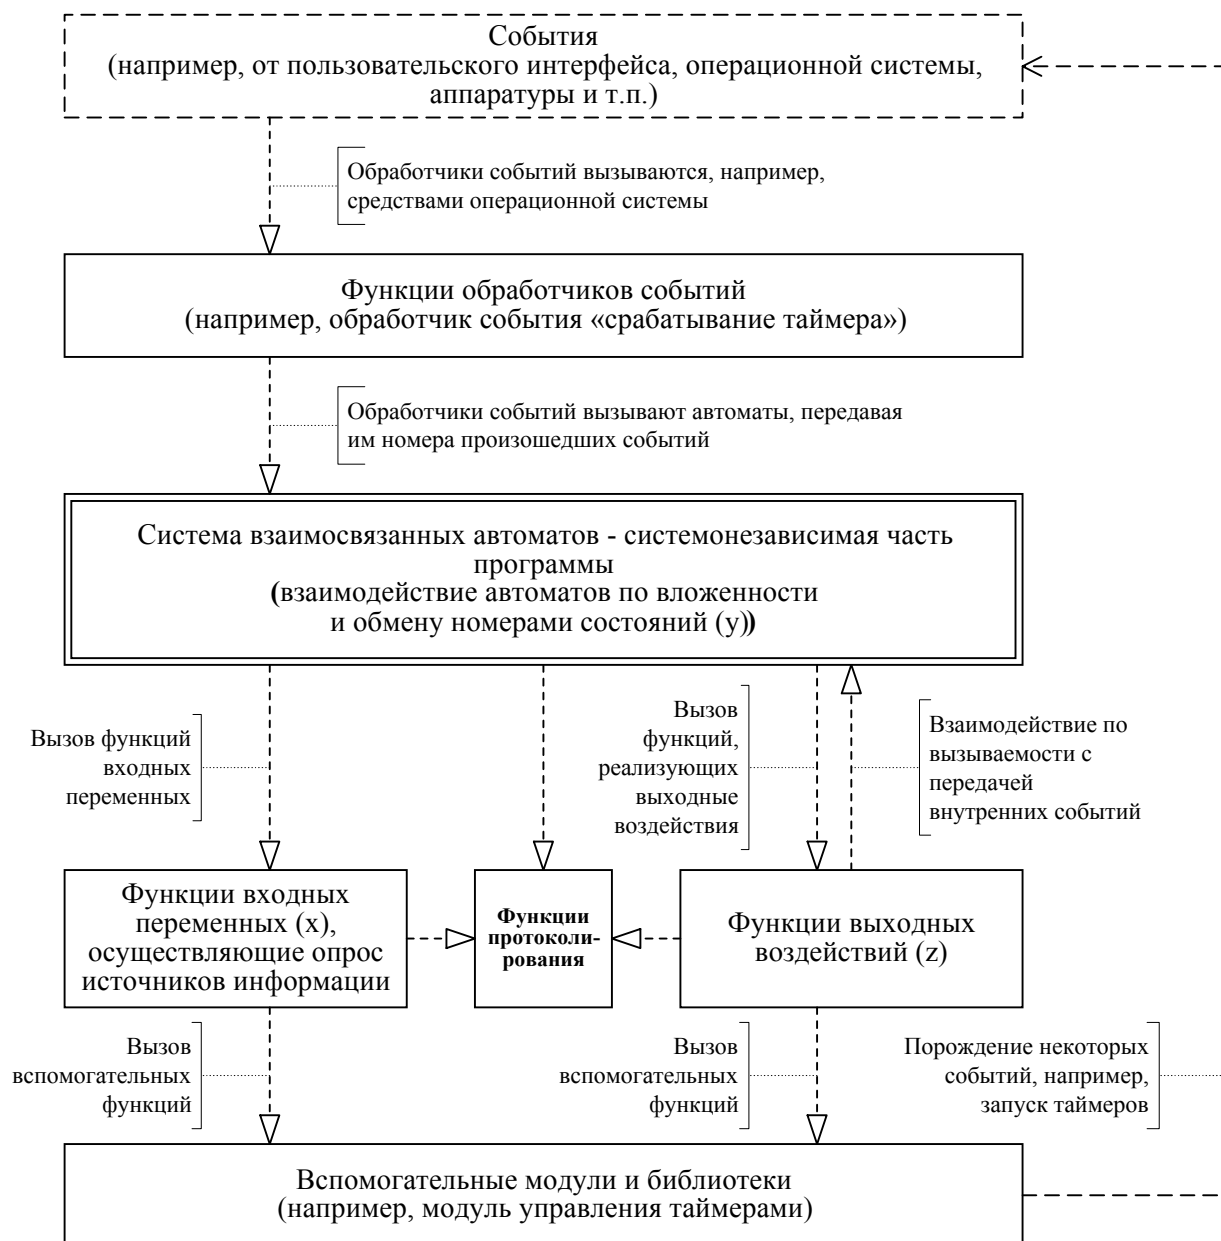 События
(например, от пользовательского интерфейса, операционной системы,
аппаратуры и т.п.)
Обработчики событий вызываются, например,
средствами операционной системы
Функции обработчиков событий
(например, обработчик события «срабатывание таймера»)
Обработчики событий вызывают автоматы, передавая
им номера произошедших событий
Система взаимосвязанных автоматов - системонезависимая часть
программы
(взаимодействие автоматов по вложенности
и обмену номерами состояний (y))
Вызов функций
входных
переменных
Вызов
функций,
реализующих
выходные
воздействия
Взаимодействие по
вызываемости с
передачей
внутренних событий
Функции входных
переменных (x),
осуществляющие опрос
источников информации
Функции
протоколи-
рования
Функции выходных
воздействий (z)
Вызов
вспомогательных
функций
Вызов
вспомогательных
функций
Порождение некоторых
событий, например,
запуск таймеров
Вспомогательные модули и библиотеки
(например, модуль управления таймерами)